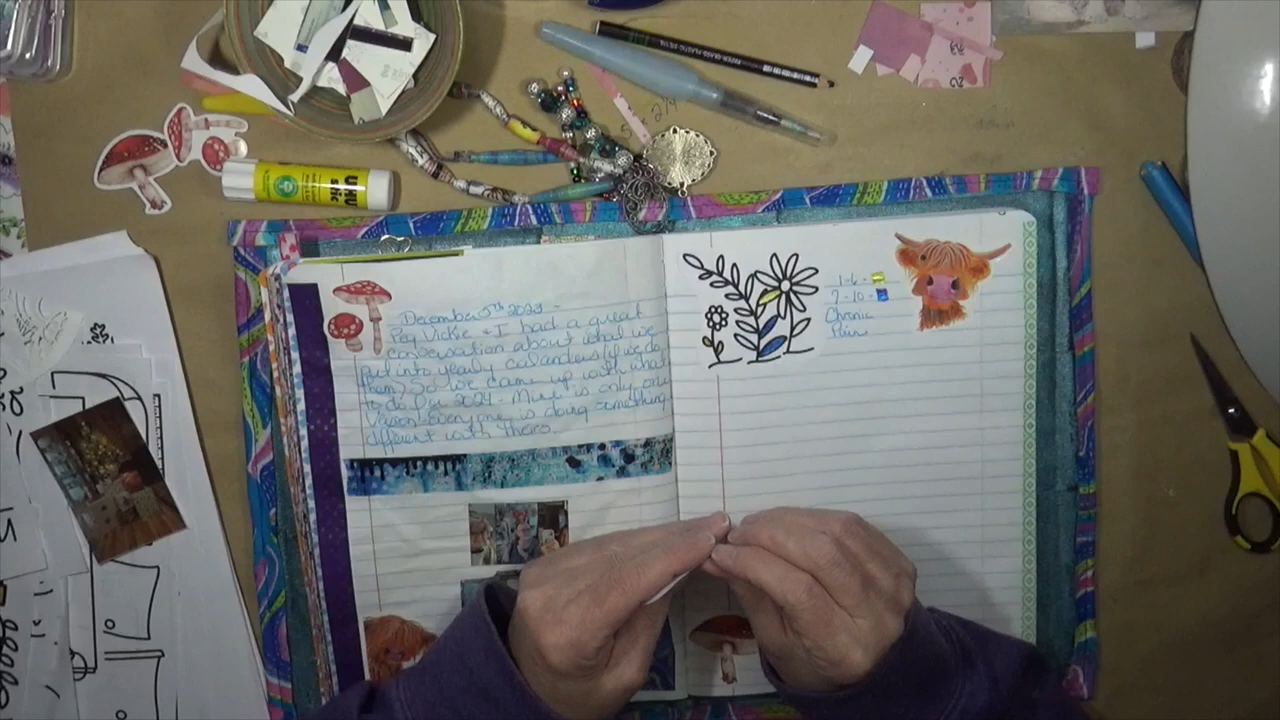 December 5th 2023 -
Peg Vickie & I had a great
conversation about what we
put into yearly calanders (if we do
them) So we came up with what
to do for 2024 - Mine is only one
everyone is doing something
different with theirs.
1-6 -
7-10 -
Chronic
Pain
UHU
stic